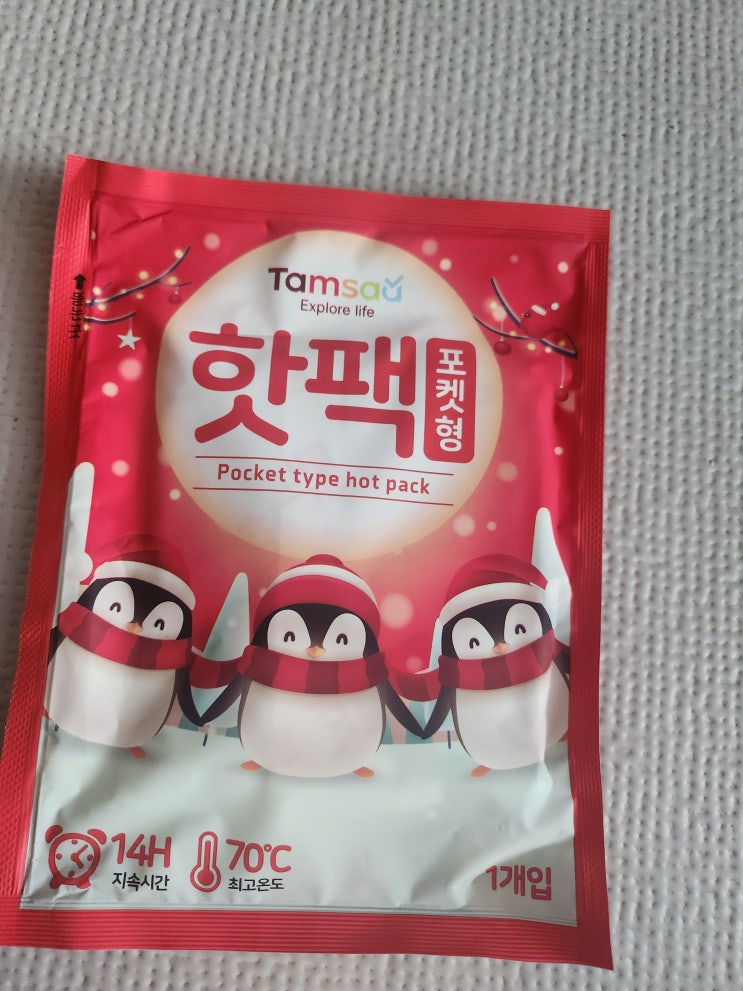 Tamsaú
Explore life
핫팩
포켓형
Pocket type hot pack
14H
지속시간
70℃
최고온도
1개입